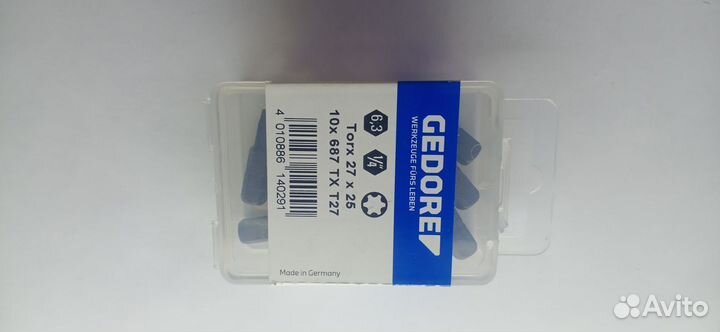 GEDORE
WERKZEUGE FÜRS LEBEN
6,3
1/4"
Torx 27 x 25
10x 687 TX T27
4 010886 140291
Made in Germany
Avito